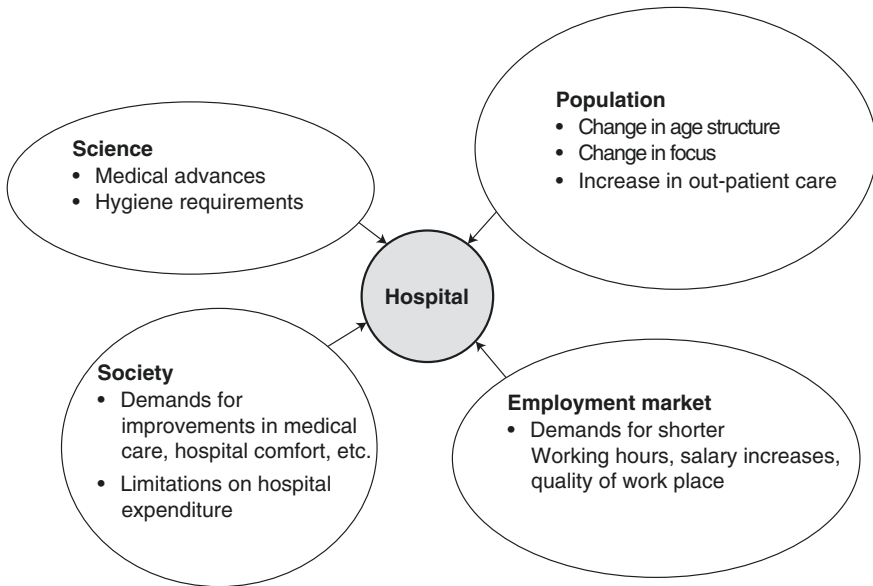 Science
• Medical advances
• Hygiene requirements
Population
• Change in age structure
• Change in focus
• Increase in out-patient care
Hospital
Society
• Demands for
improvements in medical
care, hospital comfort, etc.
• Limitations on hospital
expenditure
Employment market
• Demands for shorter
Working hours, salary increases,
quality of work place